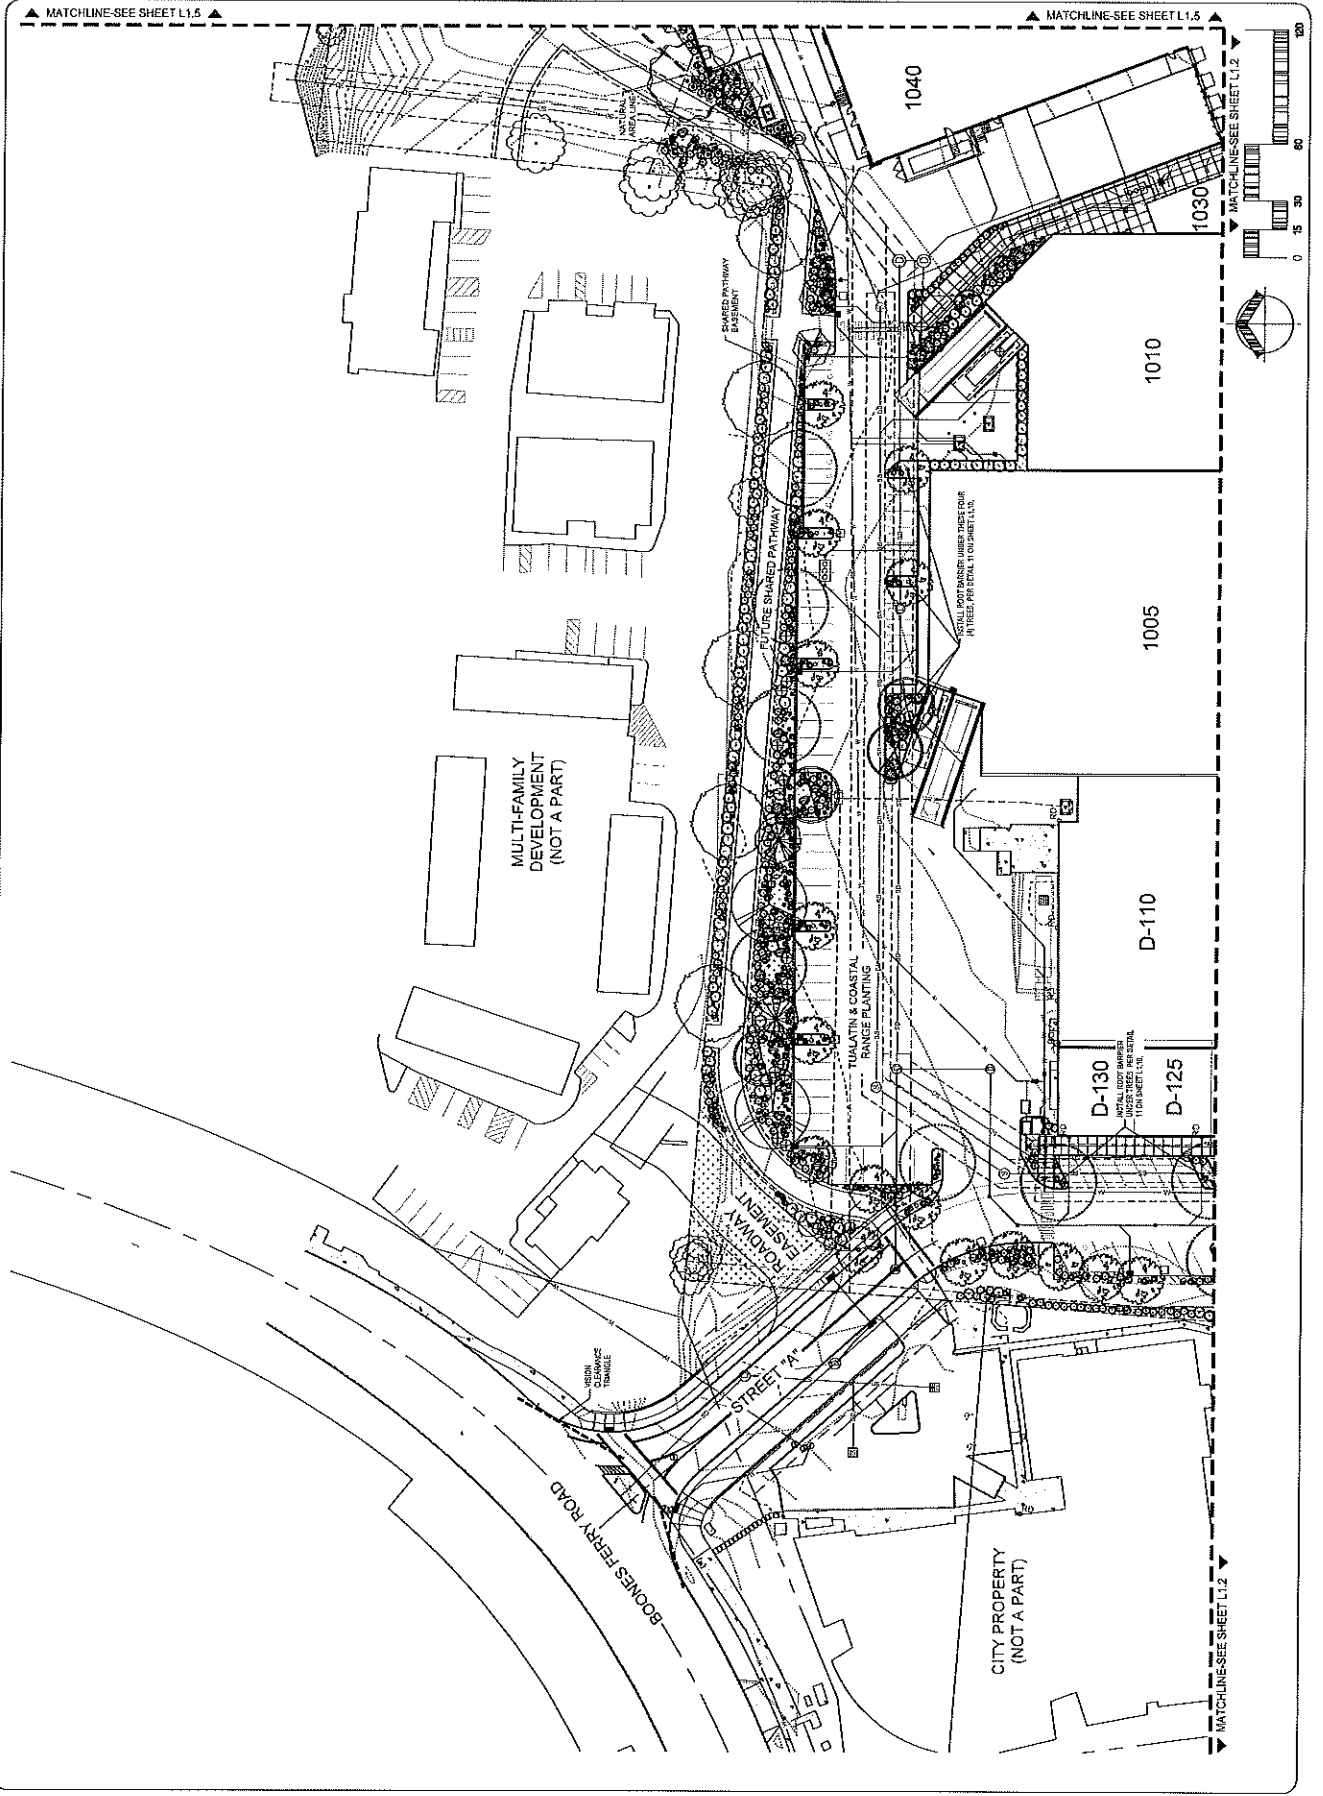 MATCHLINE-SEE SHEET L1.5
MATCHLINE-SEE SHEET L1.5
MATCHLINE-SEE SHEET L1.2
0 15 30 60 120
1040
1030
NATURAL
AREA LINE
SHARED PATHWAY
EASEMENT
1010
FUTURE SHARED PATHWAY
INSTALL ROOT BARRIER UNDER THESE FOUR
(4) TREES, PER DETAIL 11 ON SHEET L1.10.
1005
MULTI-FAMILY
DEVELOPMENT
(NOT A PART)
TUALATIN & COASTAL
RANGE PLANTING
RD
D-110
D-130
INSTALL ROOT BARRIER
UNDER TREES PER DETAIL
11 ON SHEET L1.10.
D-125
RD
RD
ROADWAY
EASEMENT
VISION
CLEARANCE
TRIANGLE
STREET "A"
BOONES FERRY ROAD
CITY PROPERTY
(NOT A PART)
MATCHLINE-SEE SHEET L1.2